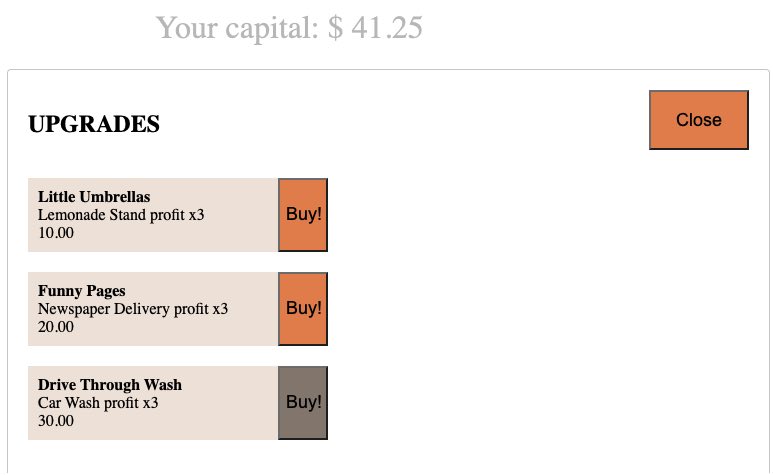 Your capital: $ 41.25
UPGRADES
Close
Little Umbrellas
Lemonade Stand profit x3
10.00
Buy!
Funny Pages
Newspaper Delivery profit x3
20.00
Buy!
Drive Through Wash
Car Wash profit x3
30.00
Buy!